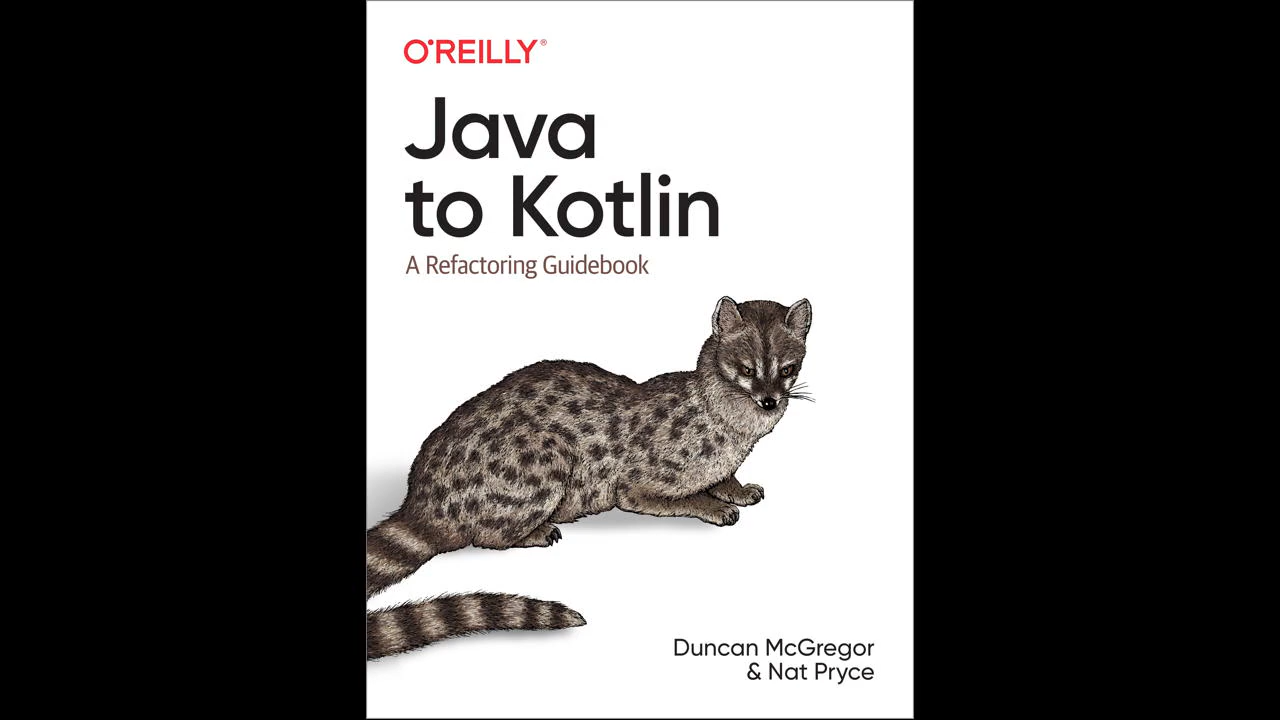 O'REILLY®
Java
to Kotlin
A Refactoring Guidebook
Duncan McGregor
& Nat Pryce